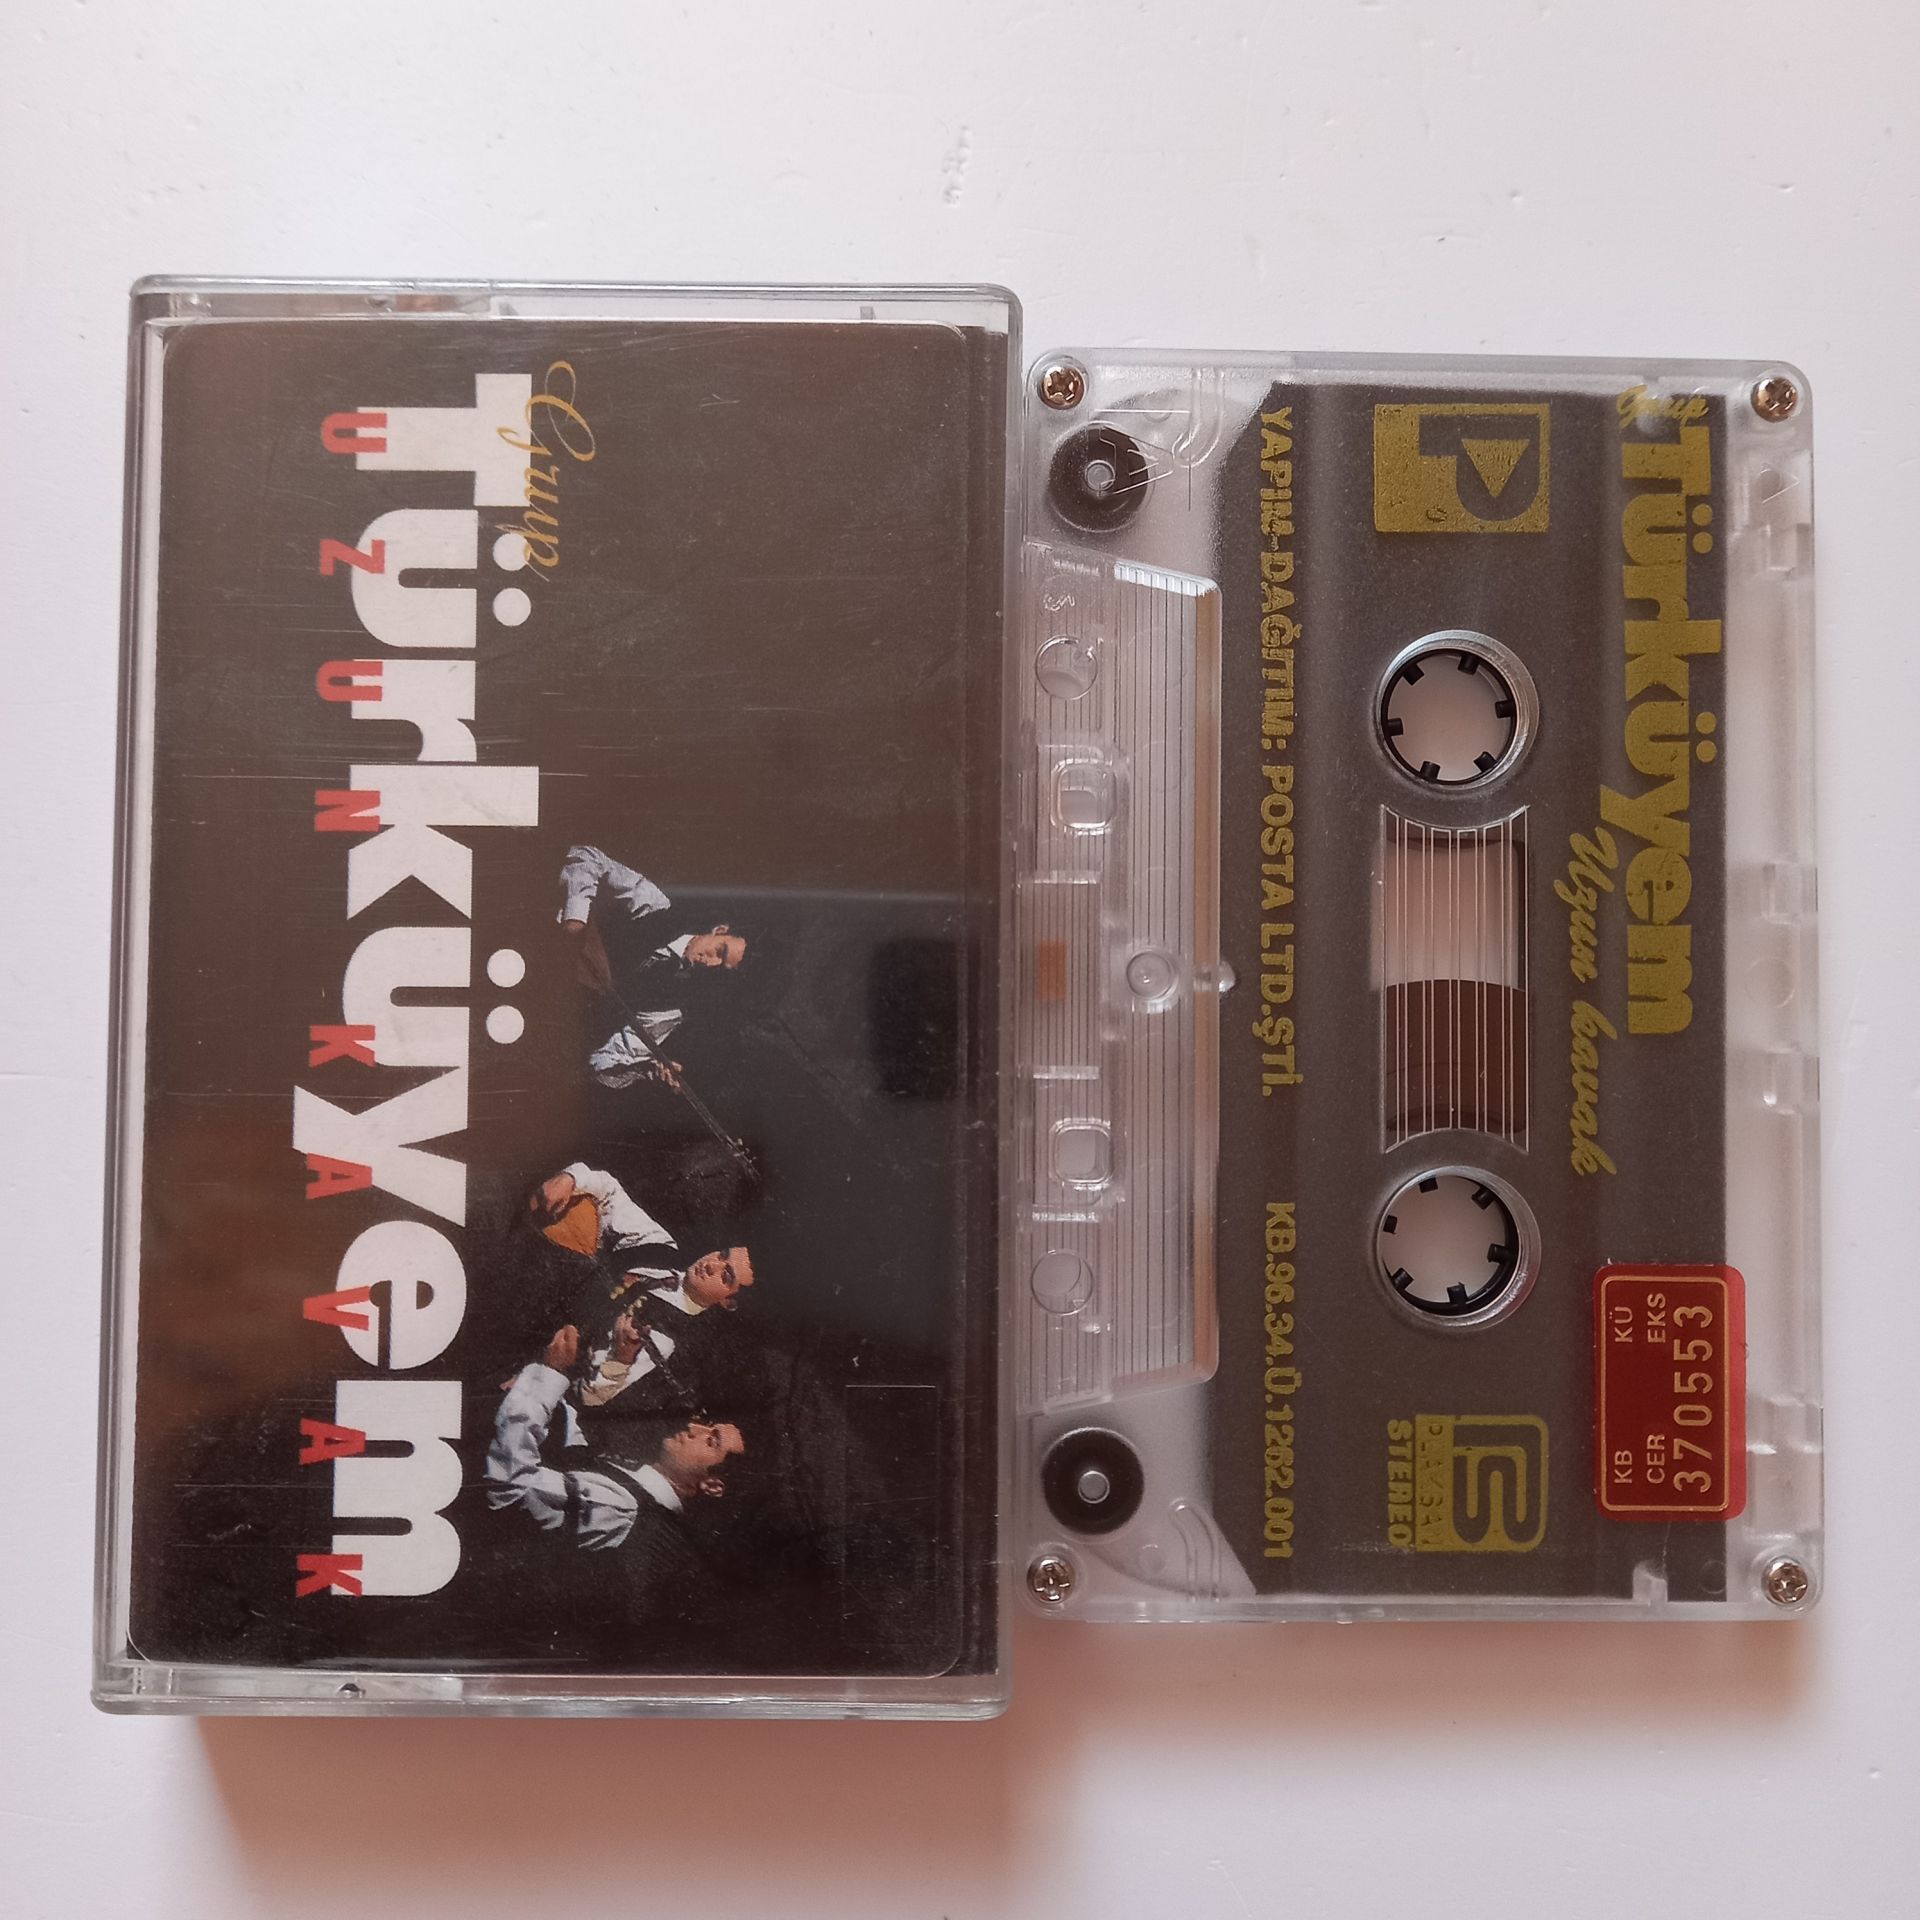 Grup
Türküyem
UZUN KAVAK
Grup
Türküyem
Uzun kavak
KB KÜ
CER EKS
370553
PLAKSAN
STEREO
YAPIM-DAĞITIM: POSTA LTD.ŞTİ. KB.96.34.Ü.1262.001
A